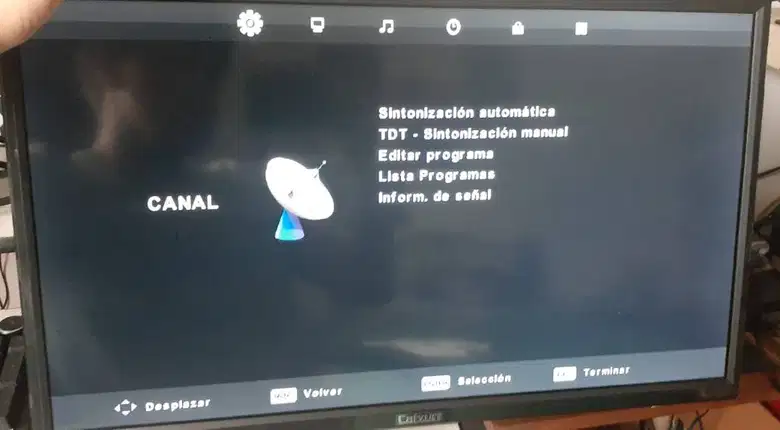 Sintonización automática
TDT - Sintonización manual
Editar programa
Lista Programas
Inform. de señal
CANAL
Desplazar
Volver
Selección
Terminar